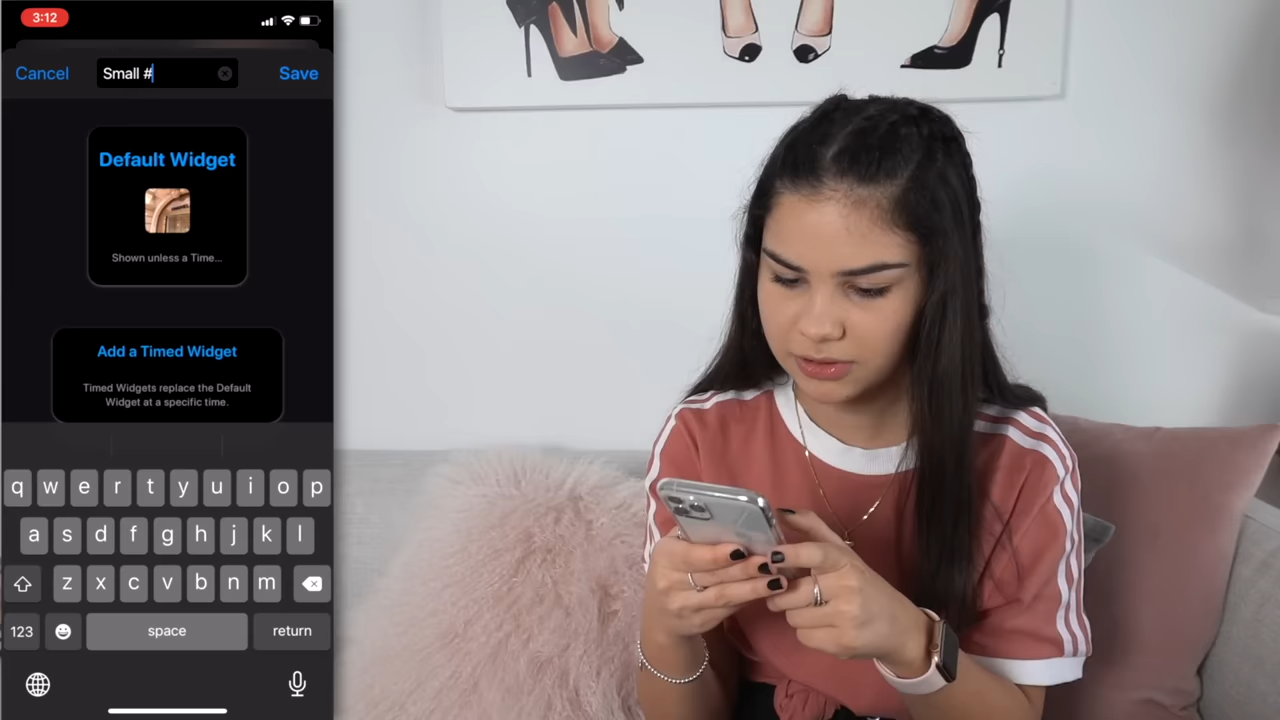 3:12
Cancel
Small #
Save
Default Widget
Shown unless a Time...
Add a Timed Widget
Timed Widgets replace the Default
Widget at a specific time.
q w e r t y u i o p
a s d f g h j k l
z x c v b n m
123
space
return